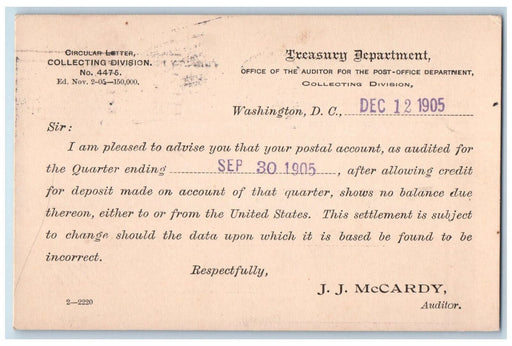 Circular Letter,
COLLECTING DIVISION.
No. 4475.
Ed. Nov. 2-05—150,000.
Treasury Department,
OFFICE OF THE AUDITOR FOR THE POST-OFFICE DEPARTMENT,
COLLECTING DIVISION,
Washington, D. C., DEC 12 1905
Sir:
I am pleased to advise you that your postal account, as audited for
the Quarter ending SEP 30 1905, after allowing credit
for deposit made on account of that quarter, shows no balance due
thereon, either to or from the United States. This settlement is subject
to change should the data upon which it is based be found to be
incorrect.
Respectfully,
J. J. McCARDY,
Auditor.
2—2220